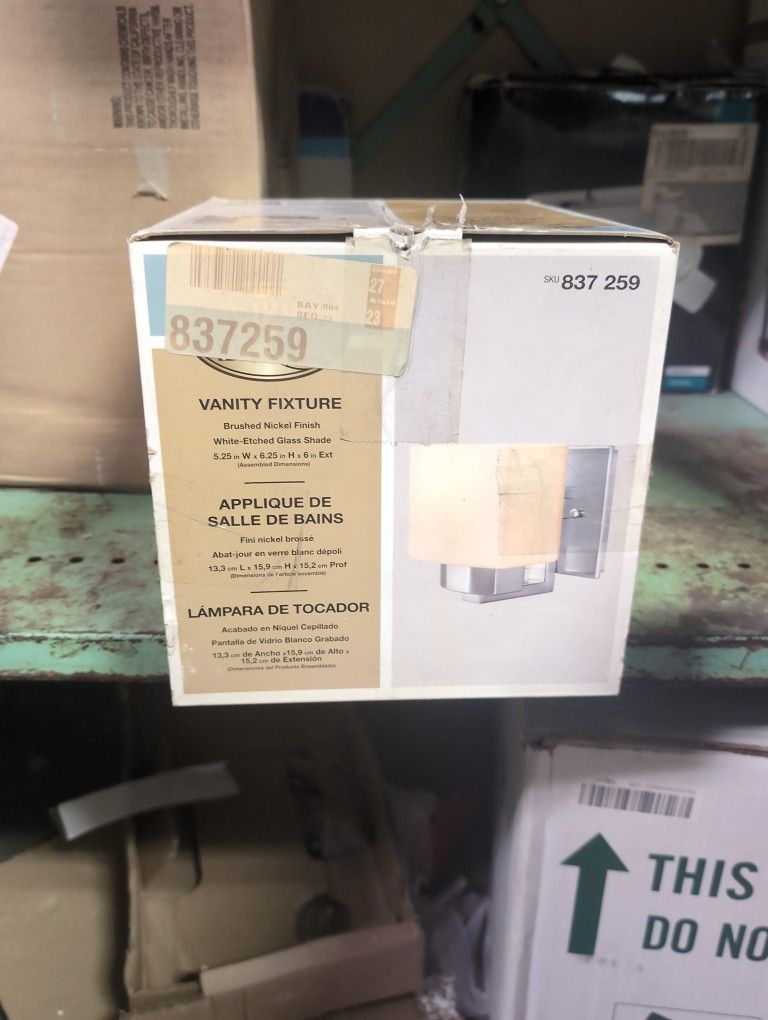 BAY:004
Dept
27
Aisle
23
837259
SKU 837 259
VANITY FIXTURE
Brushed Nickel Finish
White-Etched Glass Shade
5.25 in W x 6.25 in H x 6 in Ext
(Assembled Dimensions)
APPLIQUE DE
SALLE DE BAINS
Fini nickel brossé
Abat-jour en verre blanc dépoli
13,3 cm L x 15,9 cm H x 15,2 cm Prof
(Dimensions de l'article assemblé)
LÁMPARA DE TOCADOR
Acabado en Níquel Cepillado
Pantalla de Vidrio Blanco Grabado
13,3 cm de Ancho x15,9 cm de Alto x
15,2 cm de Extensión
(Dimensiones del Producto Ensamblado)
THIS
DO NO